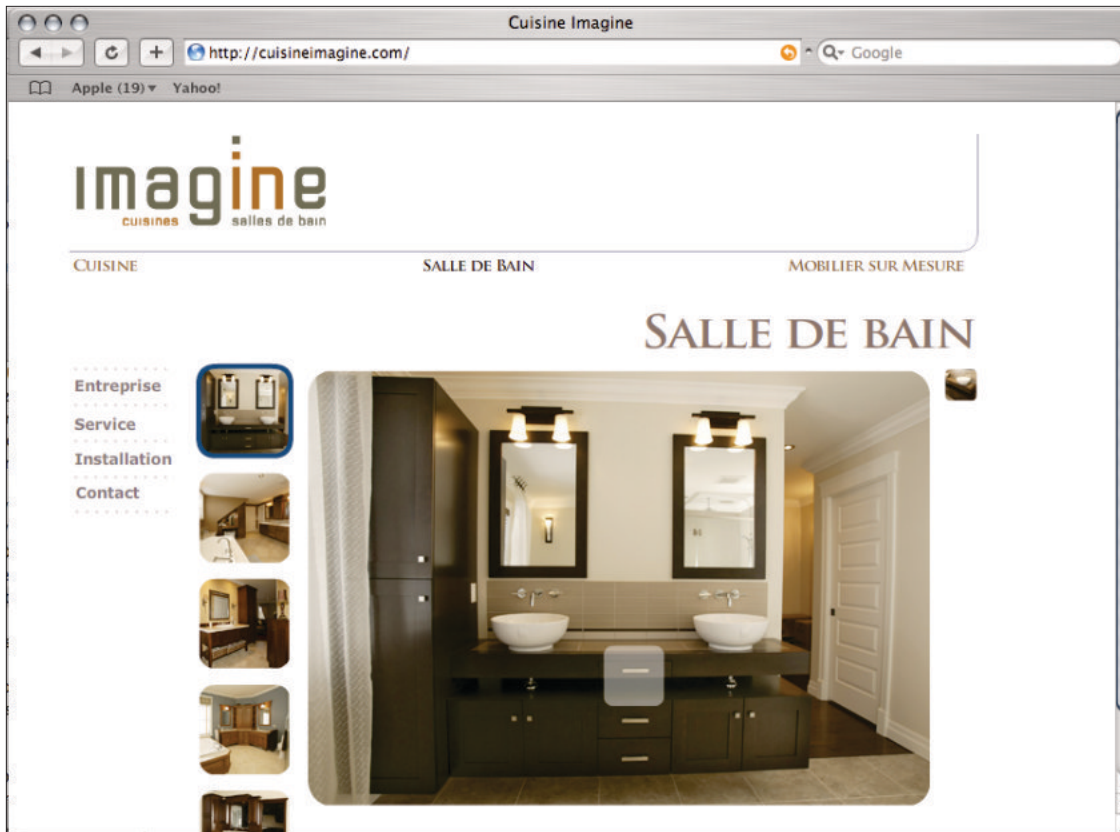 Cuisine Imagine
http://cuisineimagine.com/
Google
Apple (19) Yahoo!
imagine
cuisines salles de bain
Cuisine Salle de Bain Mobilier sur Mesure
Salle de bain
Entreprise
Service
Installation
Contact